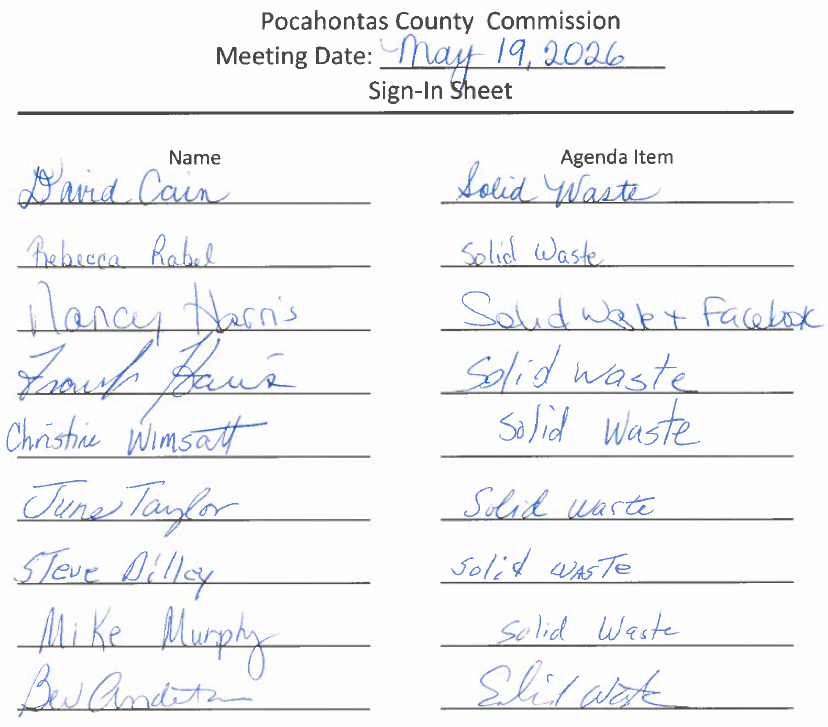 Pocahontas County Commission
Meeting Date: May 19, 2026
Sign-In Sheet
Name Agenda Item
David Cain Solid Waste
Rebecca Rabel Solid Waste
Nancy Harris Solid Waste + Facebook
Frank Harris Solid Waste
Christine Wimsatt Solid Waste
June Taylor Solid Waste
Steve Dilley Solid Waste
Mike Murphy Solid Waste
Solid Waste